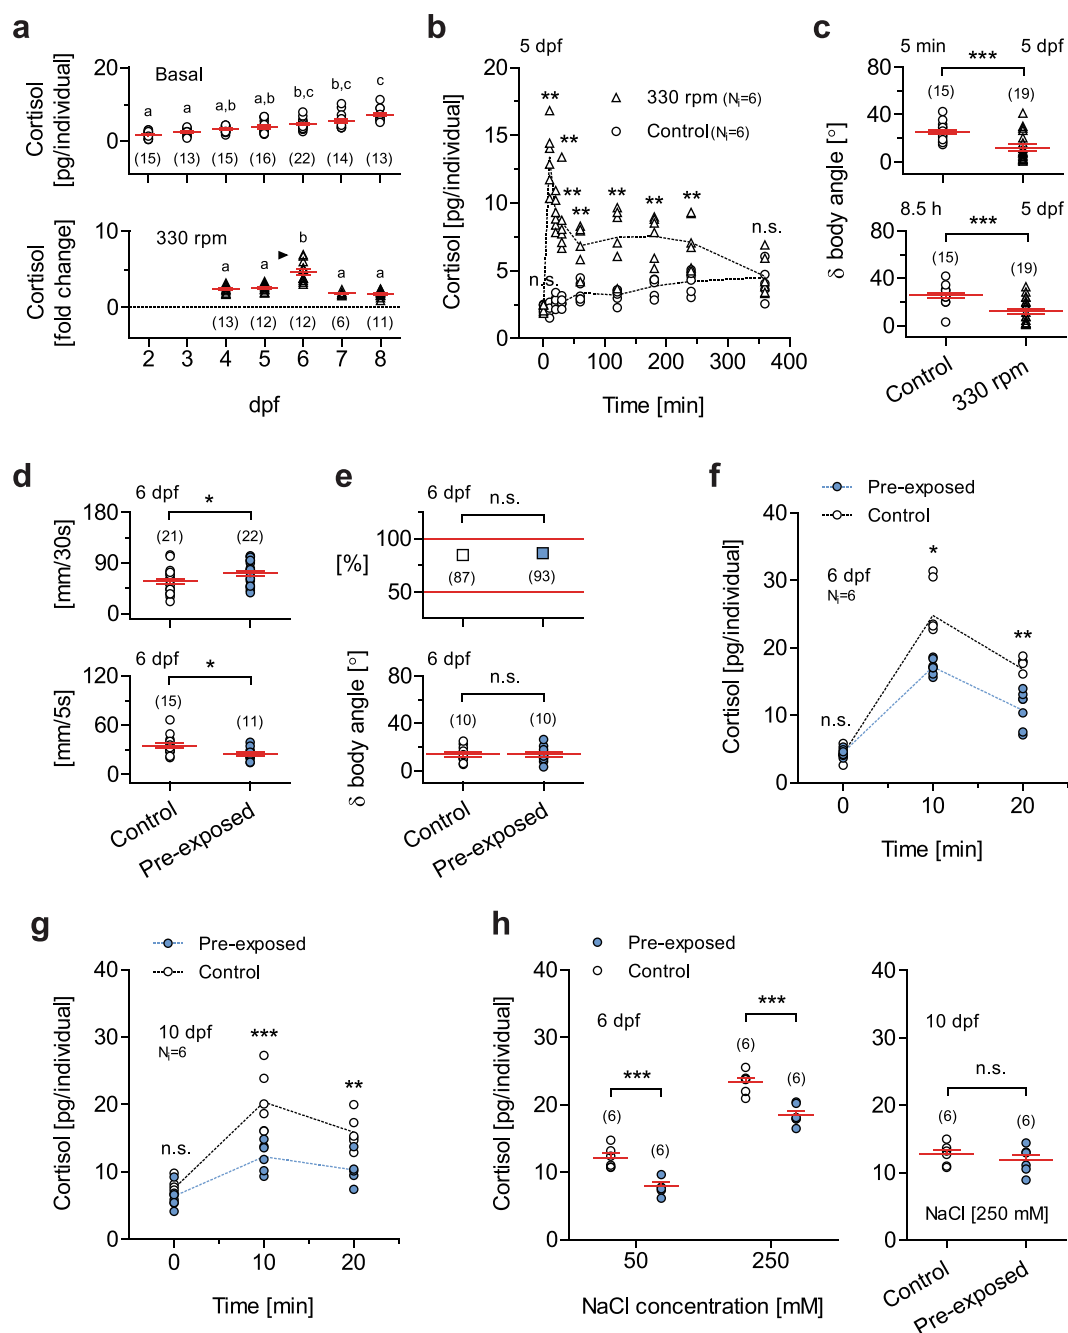 a
Cortisol
[pg/individual]
20
10
0
Basal
a a a,b a,b b,c b,c c
(15) (13) (15) (16) (22) (14) (13)
Cortisol
[fold change]
10
0
330 rpm
a a b a a
(13) (12) (12) (6) (11)
2 3 4 5 6 7 8
dpf
b
5 dpf
Cortisol [pg/individual]
20
15
10
5
0
330 rpm (Ni=6)
Control (Ni=6)
** ** ** ** ** ** **
n.s.
n.s.
0 100 200 300 400
Time [min]
c
δ body angle [°]
5 min *** 5 dpf
80
40
0
(15) (19)
8.5 h *** 5 dpf
80
40
0
(15) (19)
Control 330 rpm
d
6 dpf
*
[mm/30s]
180
90
0
(21) (22)
6 dpf
*
[mm/5s]
120
60
0
(15) (11)
Control Pre-exposed
e
6 dpf
n.s.
[%]
100
50
(87) (93)
6 dpf
n.s.
δ body angle [°]
80
40
0
(10) (10)
Control Pre-exposed
f
Pre-exposed
Control
Cortisol [pg/individual]
40
30
20
10
0
6 dpf
Ni=6
n.s. * **
0 10 20
Time [min]
g
Pre-exposed
Control
Cortisol [pg/individual]
40
30
20
10
0
10 dpf
Ni=6
n.s. *** **
0 10 20
Time [min]
h
Pre-exposed
Control
Cortisol [pg/individual]
40
30
20
10
0
6 dpf
*** ***
(6) (6) (6) (6)
50 250
NaCl concentration [mM]
40
30
20
10
0
10 dpf
n.s.
(6) (6)
NaCl [250 mM]
Control Pre-exposed